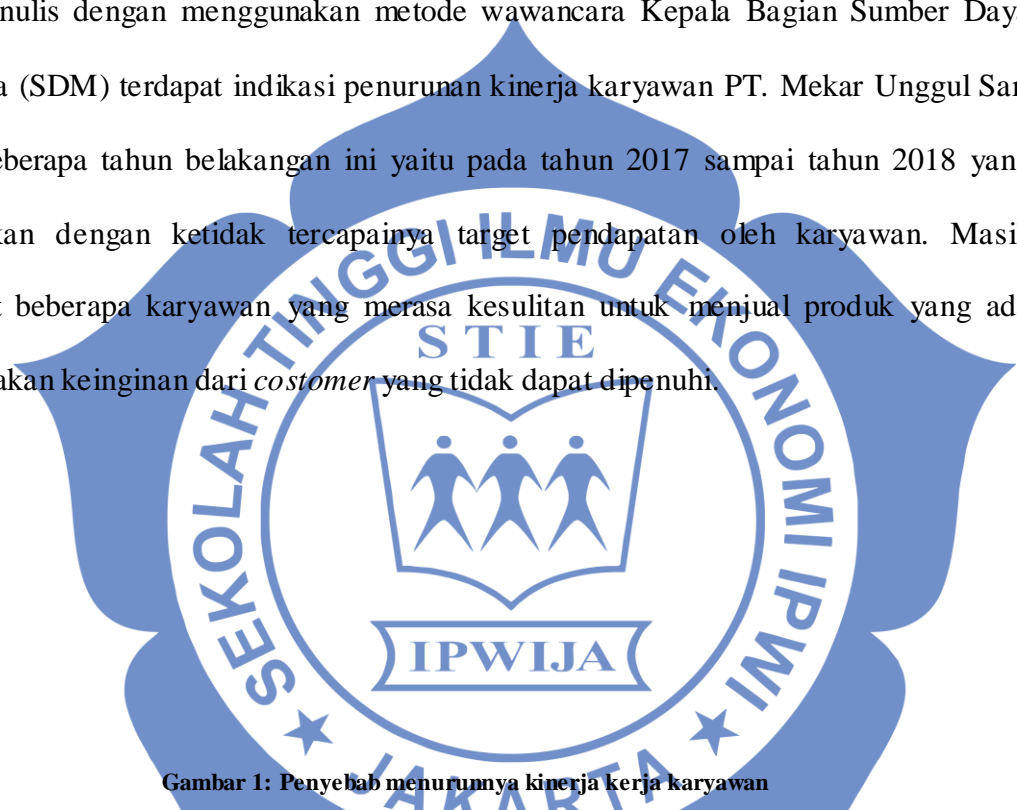 nulis dengan menggunakan metode wawancara Kepala Bagian Sumber Day
a (SDM) terdapat indikasi penurunan kinerja karyawan PT. Mekar Unggul Sar
eberapa tahun belakangan ini yaitu pada tahun 2017 sampai tahun 2018 yan
kan dengan ketidak tercapainya target pendapatan oleh karyawan. Masi
beberapa karyawan yang merasa kesulitan untuk menjual produk yang ad
akan keinginan dari costomer yang tidak dapat dipenuhi.
SEKOLAH TINGGI ILMU EKONOMI IPWI
STIE
IPWIJA
★ JAKARTA ★
Gambar 1: Penyebab menurunnya kinerja kerja karyawan